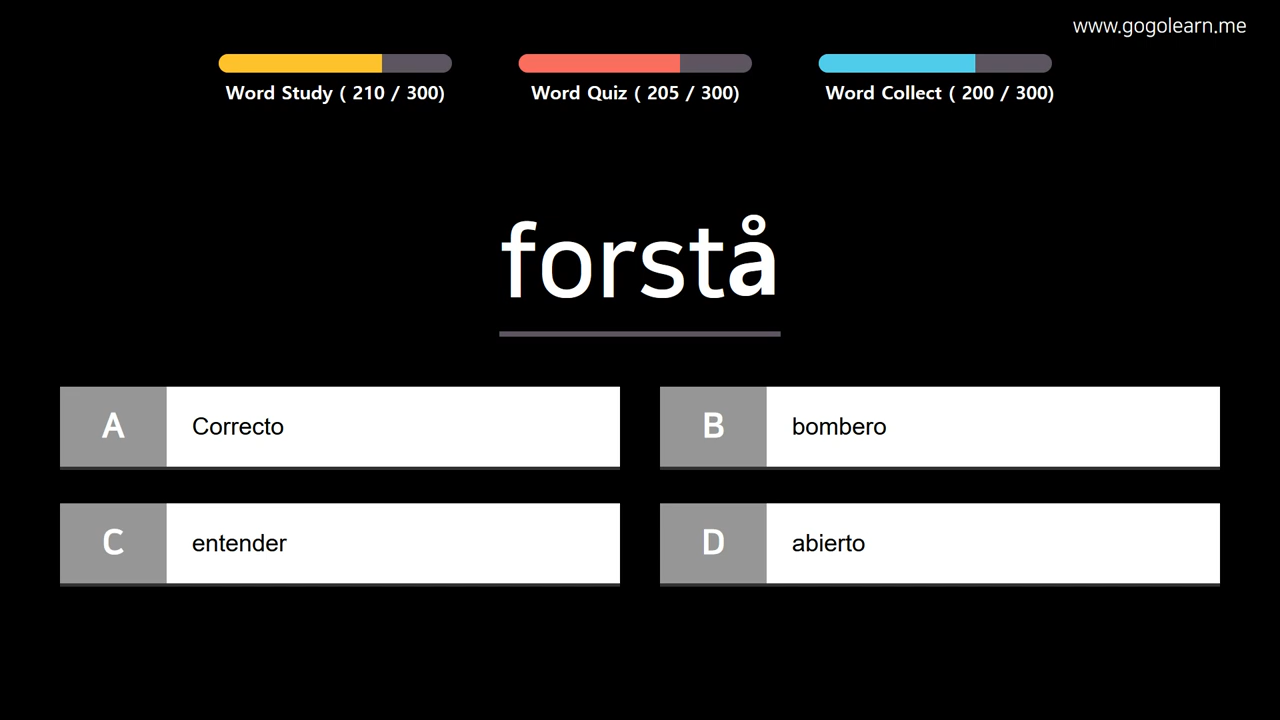 www.gogolearn.me
Word Study ( 210 / 300)
Word Quiz ( 205 / 300)
Word Collect ( 200 / 300)
forstå
A Correcto
B bombero
C entender
D abierto